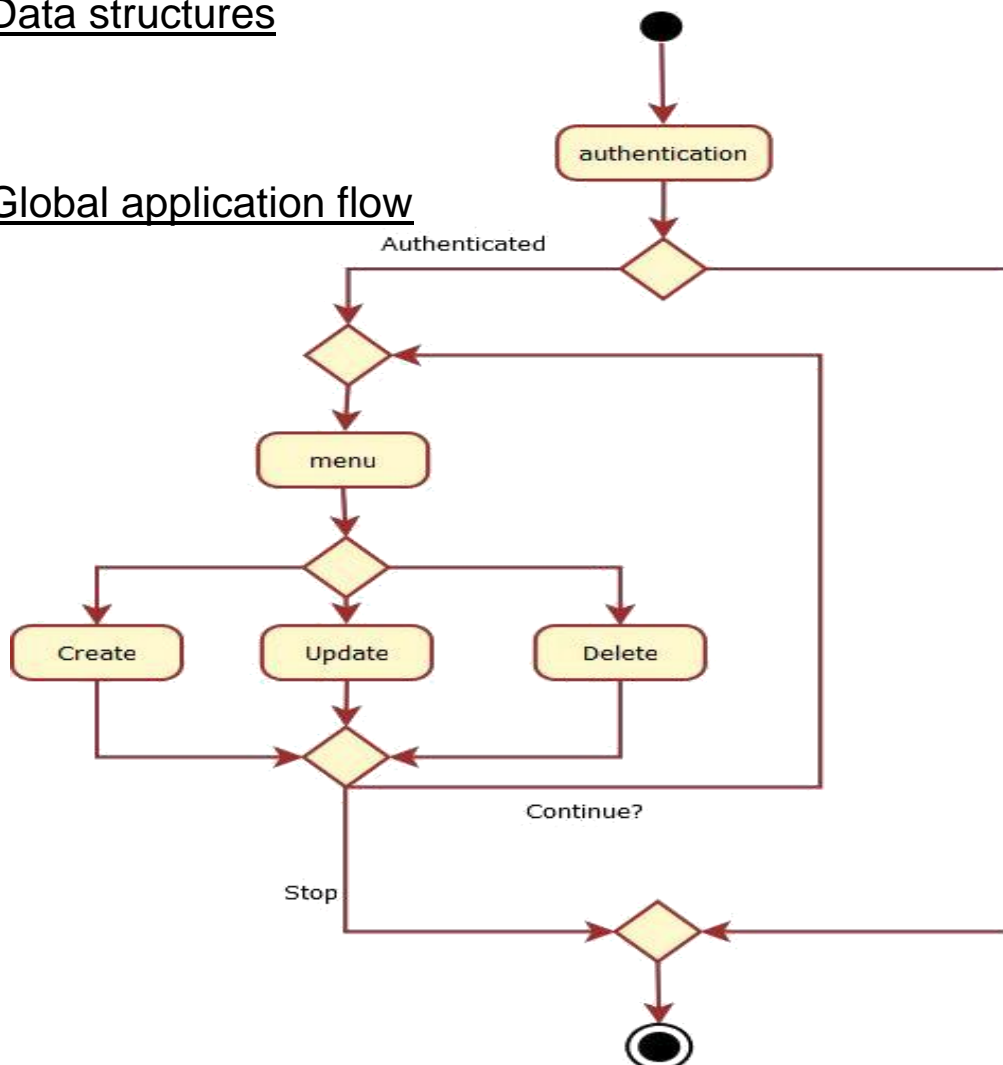 Data structures
authentication
Global application flow
Authenticated
menu
Create Update Delete
Continue?
Stop